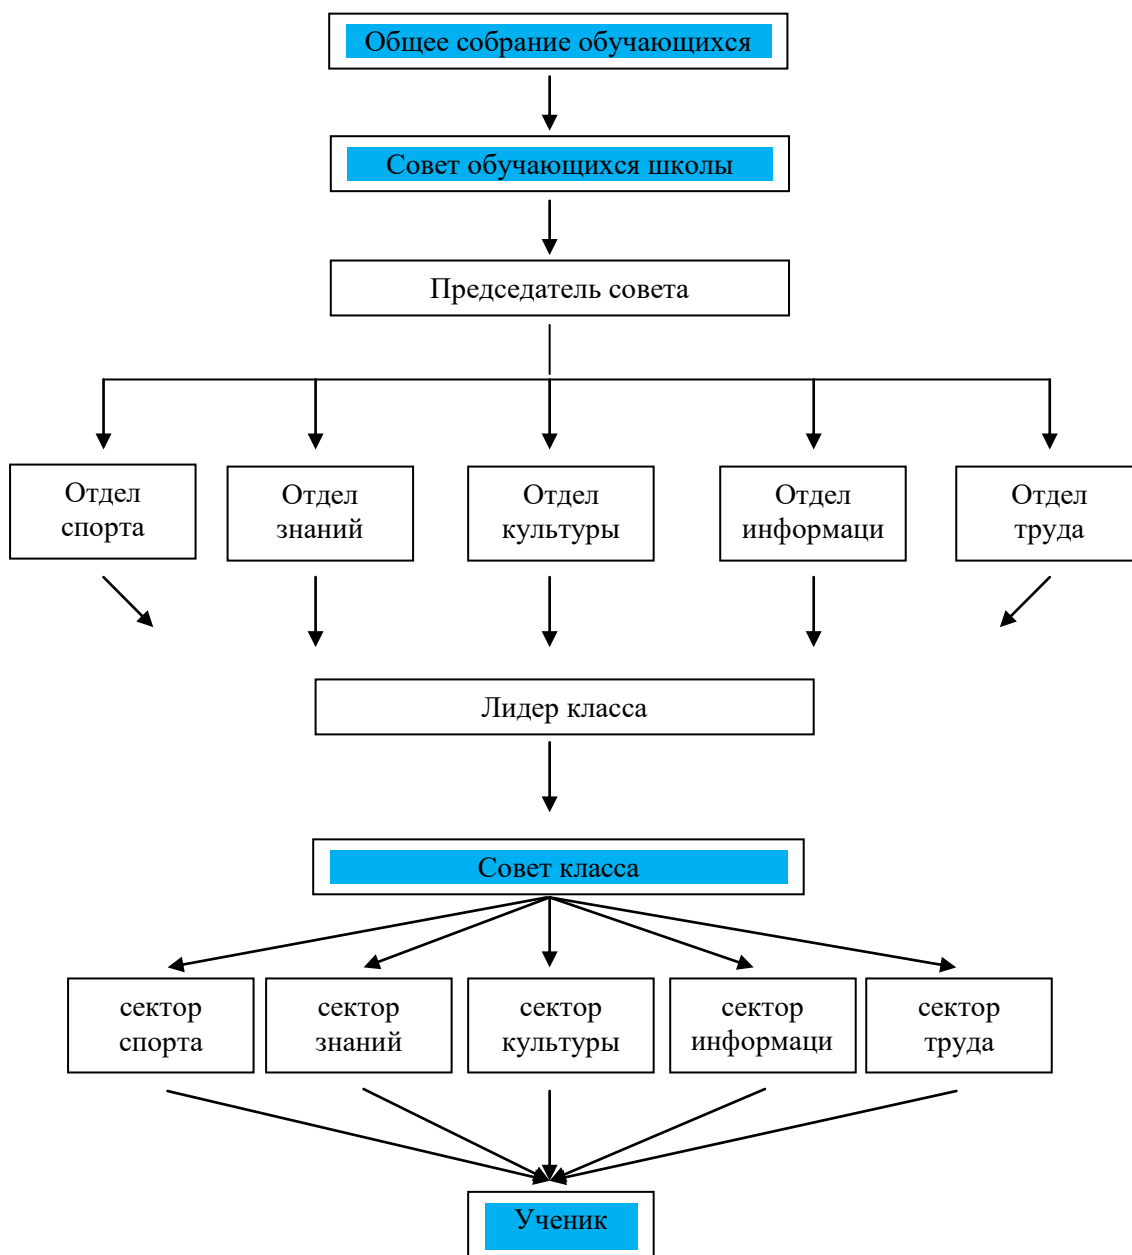 Общее собрание обучающихся
Совет обучающихся школы
Председатель совета
Отдел
спорта
Отдел
знаний
Отдел
культуры
Отдел
информаци
Отдел
труда
Лидер класса
Совет класса
сектор
спорта
сектор
знаний
сектор
культуры
сектор
информаци
сектор
труда
Ученик